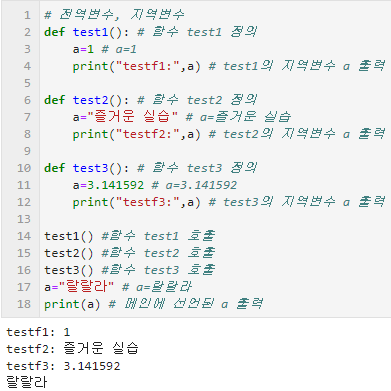 1 # 전역변수, 지역변수
2 def test1(): # 함수 test1 정의
3 a=1 # a=1
4 print("testf1:",a) # test1의 지역변수 a 출력
5
6 def test2(): # 함수 test2 정의
7 a="즐거운 실습" # a=즐거운 실습
8 print("testf2:",a) # test2의 지역변수 a 출력
9
10 def test3(): # 함수 test3 정의
11 a=3.141592 # a=3.141592
12 print("testf3:",a) # test3의 지역변수 a 출력
13
14 test1() #함수 test1 호출
15 test2() #함수 test2 호출
16 test3() #함수 test3 호출
17 a="랄랄라" # a=랄랄라
18 print(a) # 메인에 선언된 a 출력
testf1: 1
testf2: 즐거운 실습
testf3: 3.141592
랄랄라